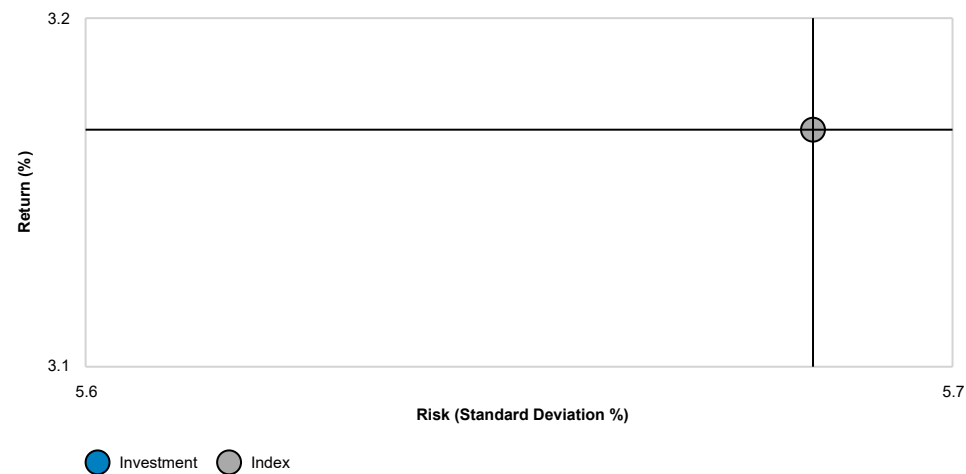 3.2
Return (%)
3.1
5.6 5.7
Risk (Standard Deviation %)
Investment Index